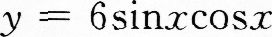 y = 6sinxcosx